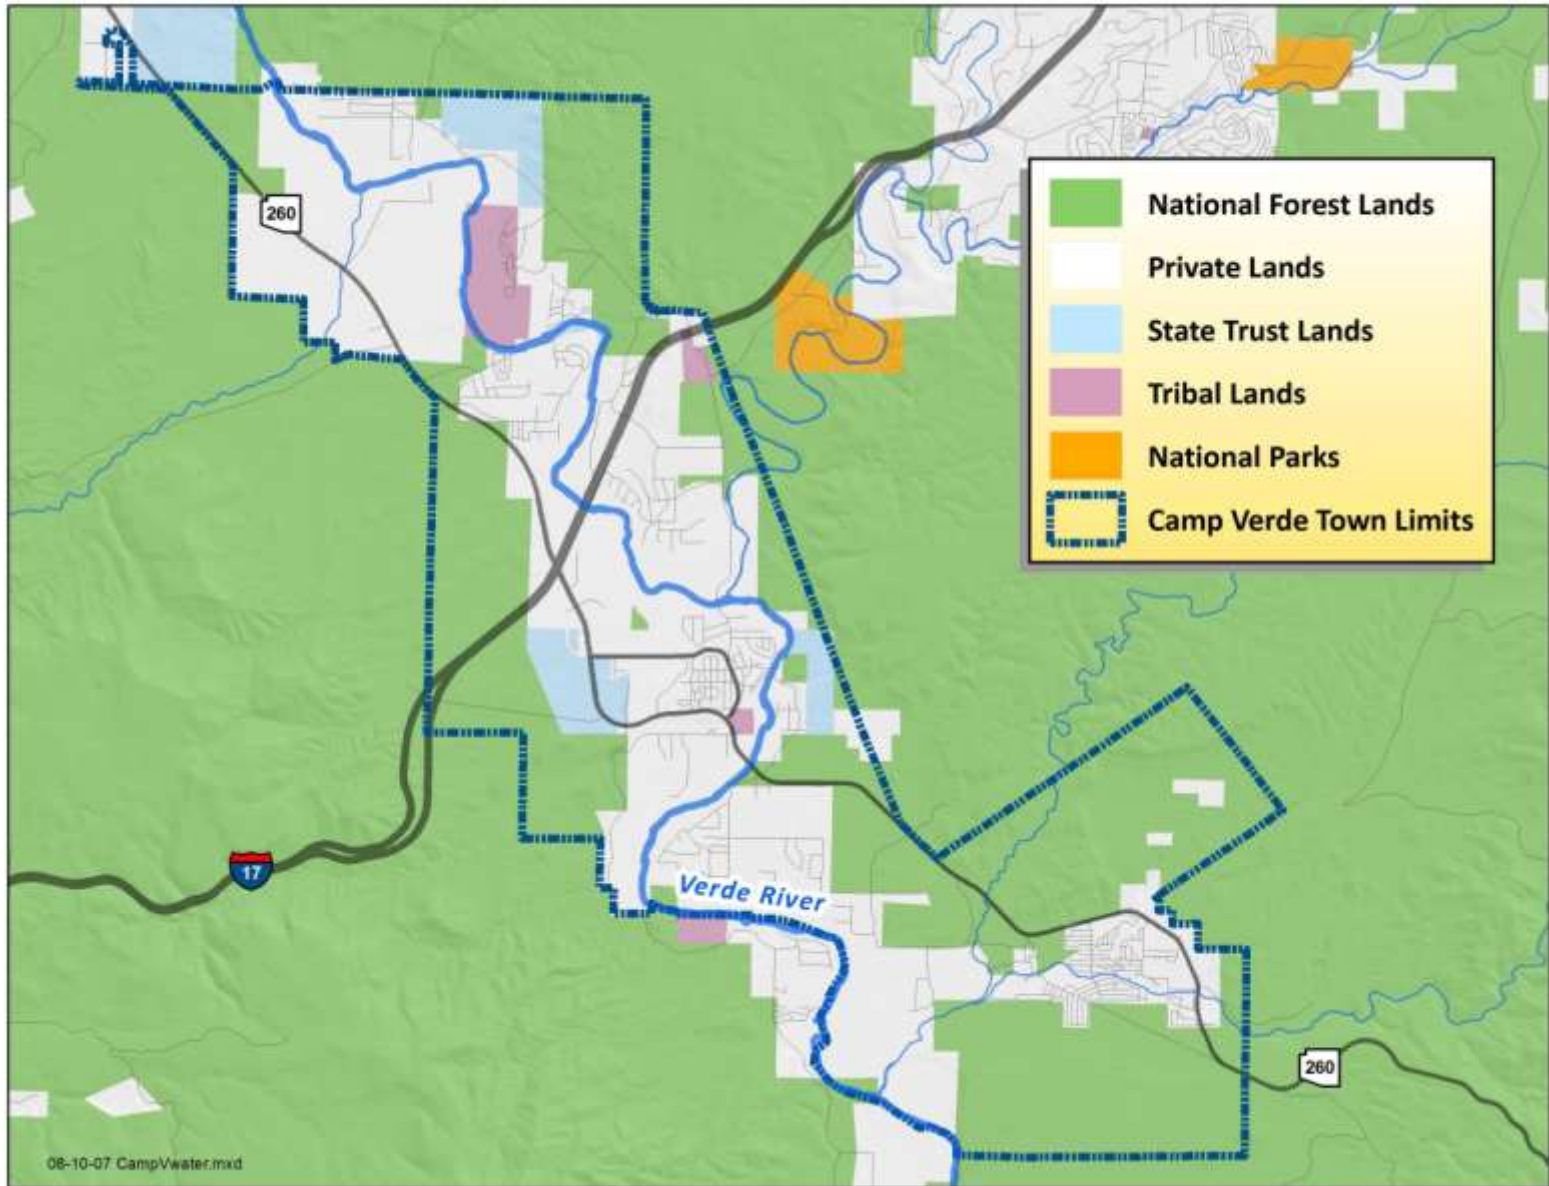 260
National Forest Lands
Private Lands
State Trust Lands
Tribal Lands
National Parks
Camp Verde Town Limits
17
Verde River
260
08-10-07 CampVwater.mxd